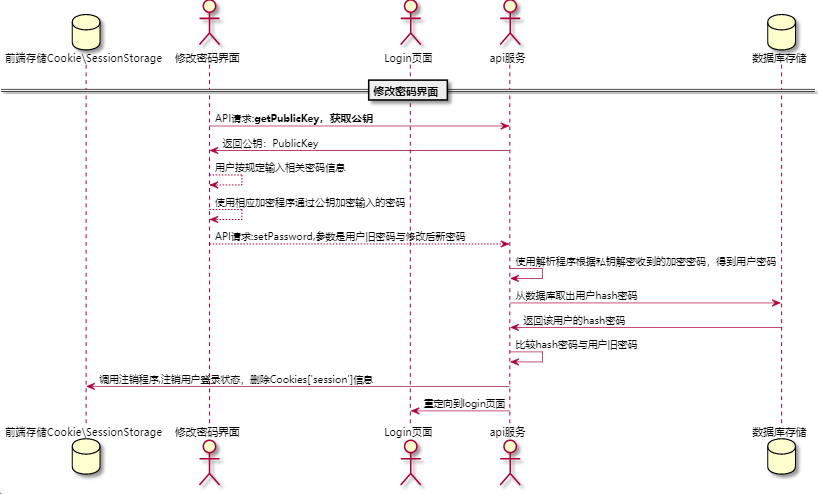 前端存储Cookie\SessionStorage 修改密码界面 Login页面 api服务 数据库存储
修改密码界面
API请求:getPublicKey，获取公钥
返回公钥：PublicKey
用户按规定输入相关密码信息
使用相应加密程序通过公钥加密输入的密码
API请求:setPassword,参数是用户旧密码与修改后新密码
使用解析程序根据私钥解密收到的加密密码，得到用户密码
从数据库取出用户hash密码
返回该用户的hash密码
比较hash密码与用户旧密码
调用注销程序,注销用户登录状态，删除Cookies['session']信息
重定向到login页面
前端存储Cookie\SessionStorage 修改密码界面 Login页面 api服务 数据库存储